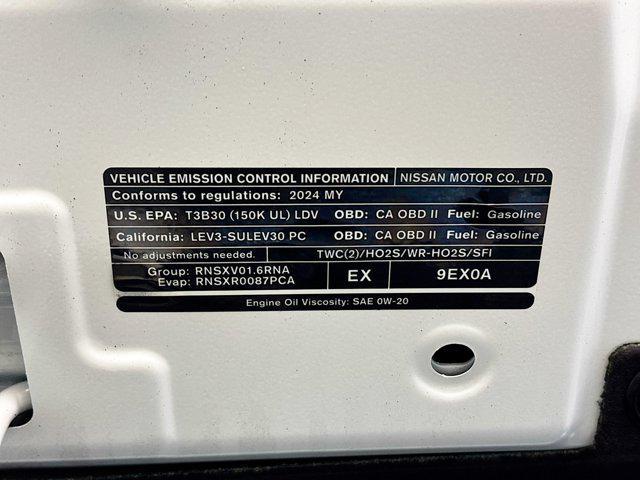 VEHICLE EMISSION CONTROL INFORMATION NISSAN MOTOR CO., LTD.
Conforms to regulations: 2024 MY
U.S. EPA: T3B30 (150K UL) LDV OBD: CA OBD II Fuel: Gasoline
California: LEV3-SULEV30 PC OBD: CA OBD II Fuel: Gasoline
No adjustments needed. TWC(2)/HO2S/WR-HO2S/SFI
Group: RNSXV01.6RNA EX 9EX0A
Evap: RNSXR0087PCA
Engine Oil Viscosity: SAE 0W-20